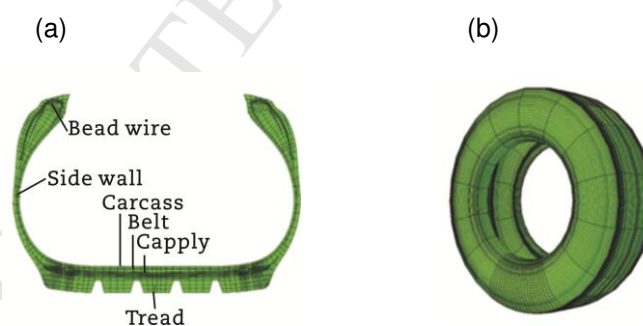 (a)
(b)
Bead wire
Side wall
Carcass
Belt
Capply
Tread